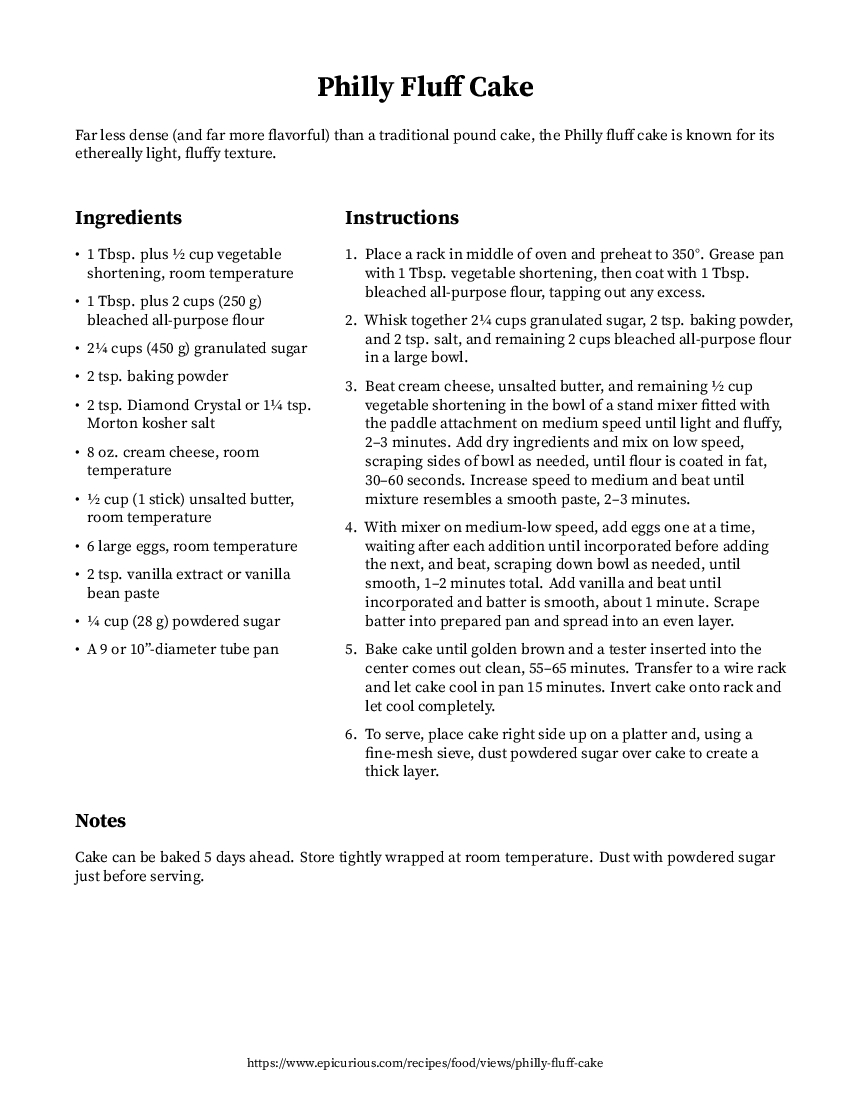 Philly Fluff Cake
Far less dense (and far more flavorful) than a traditional pound cake, the Philly fluff cake is known for its
ethereally light, fluffy texture.
Ingredients
• 1 Tbsp. plus ½ cup vegetable
shortening, room temperature
• 1 Tbsp. plus 2 cups (250 g)
bleached all-purpose flour
• 2¼ cups (450 g) granulated sugar
• 2 tsp. baking powder
• 2 tsp. Diamond Crystal or 1¼ tsp.
Morton kosher salt
• 8 oz. cream cheese, room
temperature
• ½ cup (1 stick) unsalted butter,
room temperature
• 6 large eggs, room temperature
• 2 tsp. vanilla extract or vanilla
bean paste
• ¼ cup (28 g) powdered sugar
• A 9 or 10”-diameter tube pan
Instructions
1. Place a rack in middle of oven and preheat to 350°. Grease pan
with 1 Tbsp. vegetable shortening, then coat with 1 Tbsp.
bleached all-purpose flour, tapping out any excess.
2. Whisk together 2¼ cups granulated sugar, 2 tsp. baking powder,
and 2 tsp. salt, and remaining 2 cups bleached all-purpose flour
in a large bowl.
3. Beat cream cheese, unsalted butter, and remaining ½ cup
vegetable shortening in the bowl of a stand mixer fitted with
the paddle attachment on medium speed until light and fluffy,
2–3 minutes. Add dry ingredients and mix on low speed,
scraping sides of bowl as needed, until flour is coated in fat,
30–60 seconds. Increase speed to medium and beat until
mixture resembles a smooth paste, 2–3 minutes.
4. With mixer on medium-low speed, add eggs one at a time,
waiting after each addition until incorporated before adding
the next, and beat, scraping down bowl as needed, until
smooth, 1–2 minutes total. Add vanilla and beat until
incorporated and batter is smooth, about 1 minute. Scrape
batter into prepared pan and spread into an even layer.
5. Bake cake until golden brown and a tester inserted into the
center comes out clean, 55–65 minutes. Transfer to a wire rack
and let cake cool in pan 15 minutes. Invert cake onto rack and
let cool completely.
6. To serve, place cake right side up on a platter and, using a
fine-mesh sieve, dust powdered sugar over cake to create a
thick layer.
Notes
Cake can be baked 5 days ahead. Store tightly wrapped at room temperature. Dust with powdered sugar
just before serving.
https://www.epicurious.com/recipes/food/views/philly-fluff-cake